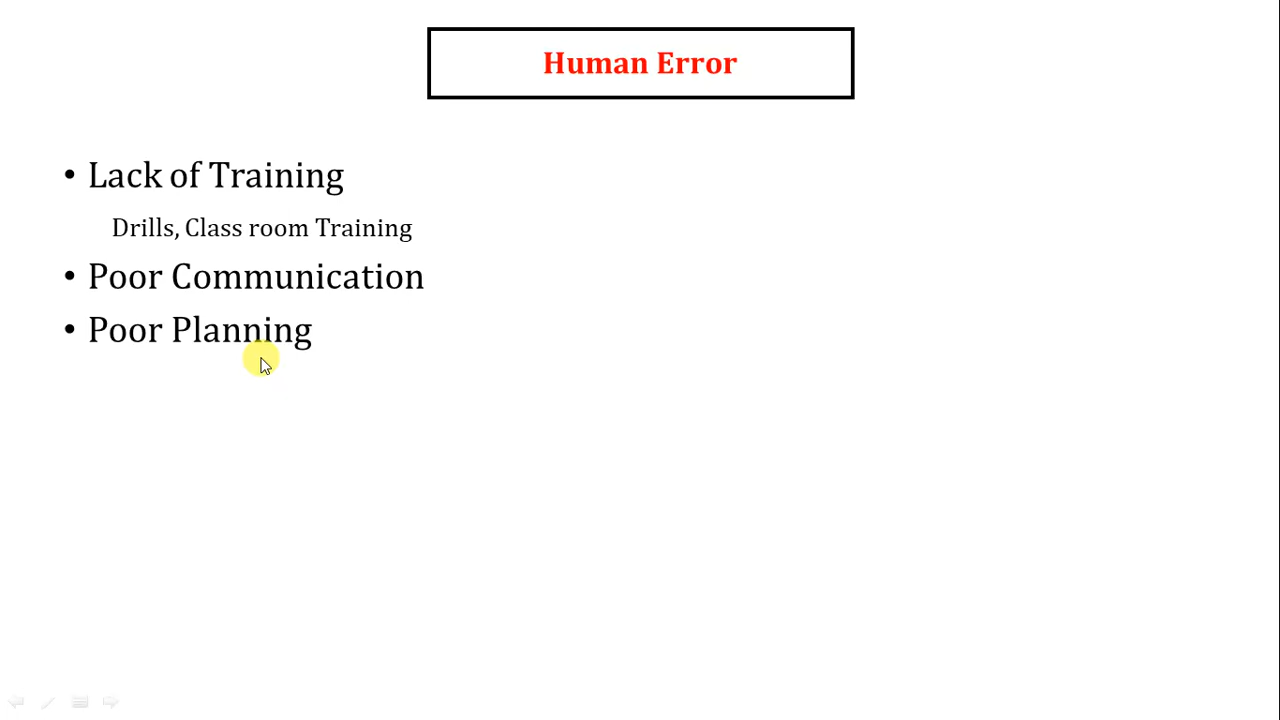 Human Error
• Lack of Training
Drills, Class room Training
• Poor Communication
• Poor Planning